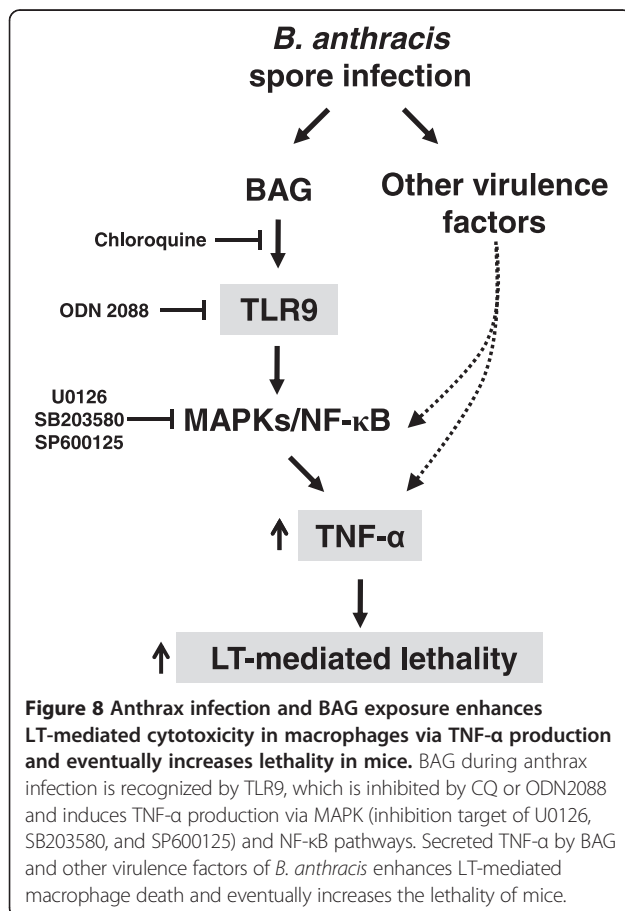 B. anthracis
spore infection
BAG
Other virulence
factors
Chloroquine
ODN 2088
TLR9
U0126
SB203580
SP600125
MAPKs/NF-κB
TNF-α
LT-mediated lethality
Figure 8 Anthrax infection and BAG exposure enhances
LT-mediated cytotoxicity in macrophages via TNF-α production
and eventually increases lethality in mice. BAG during anthrax
infection is recognized by TLR9, which is inhibited by CQ or ODN2088
and induces TNF-α production via MAPK (inhibition target of U0126,
SB203580, and SP600125) and NF-κB pathways. Secreted TNF-α by BAG
and other virulence factors of B. anthracis enhances LT-mediated
macrophage death and eventually increases the lethality of mice.